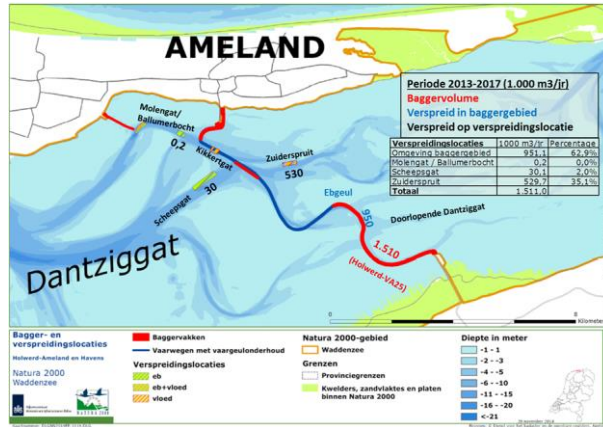 AMELAND
Molengat/
Ballumerbocht
0,2
Kikkertgat
Zuiderspruit
530
Scheepsgat
30
Dantziggat
Ebgeul
950
Doorlopende Dantziggat
1.510
(Holwerd-VA25)
Periode 2013-2017 (1.000 m3/jr)
Baggervolume
Verspreid in baggergebied
Verspreid op verspreidingslocatie
Verspreidingslocaties 1000 m3/jr Percentage
Omgeving baggergebied 951,1 62,9%
Molengat / Ballumerbocht 0,2 0,0%
Scheepsgat 30,1 2,0%
Zuiderspruit 529,7 35,1%
Totaal 1.511,0
0 8
Kilometer
Bagger- en
verspreidingslocaties
Holwerd-Ameland en Havens
Natura 2000
Waddenzee
Baggervakken
Vaarwegen met vaargeulonderhoud
Verspreidingslocaties
eb
eb+vloed
vloed
Natura 2000-gebied
Waddenzee
Grenzen
Provinciegrenzen
Kwelders, zandvlaktes en platen
binnen Natura 2000
Diepte in meter
-1 - 1
-2 - -3
-4 - -5
-6 - -10
-11 - -15
-16 - -20
<-21